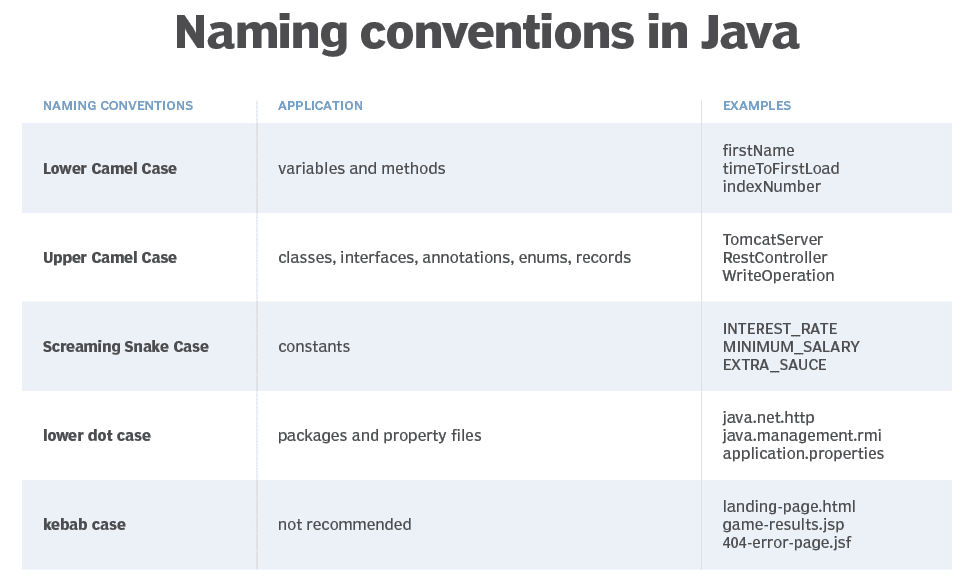 Naming conventions in Java
NAMING CONVENTIONS
APPLICATION
EXAMPLES
Lower Camel Case
variables and methods
firstName
timeToFirstLoad
indexNumber
Upper Camel Case
classes, interfaces, annotations, enums, records
TomcatServer
RestController
WriteOperation
Screaming Snake Case
constants
INTEREST_RATE
MINIMUM_SALARY
EXTRA_SAUCE
lower dot case
packages and property files
java.net.http
java.management.rmi
application.properties
kebab case
not recommended
landing-page.html
game-results.jsp
404-error-page.jsf